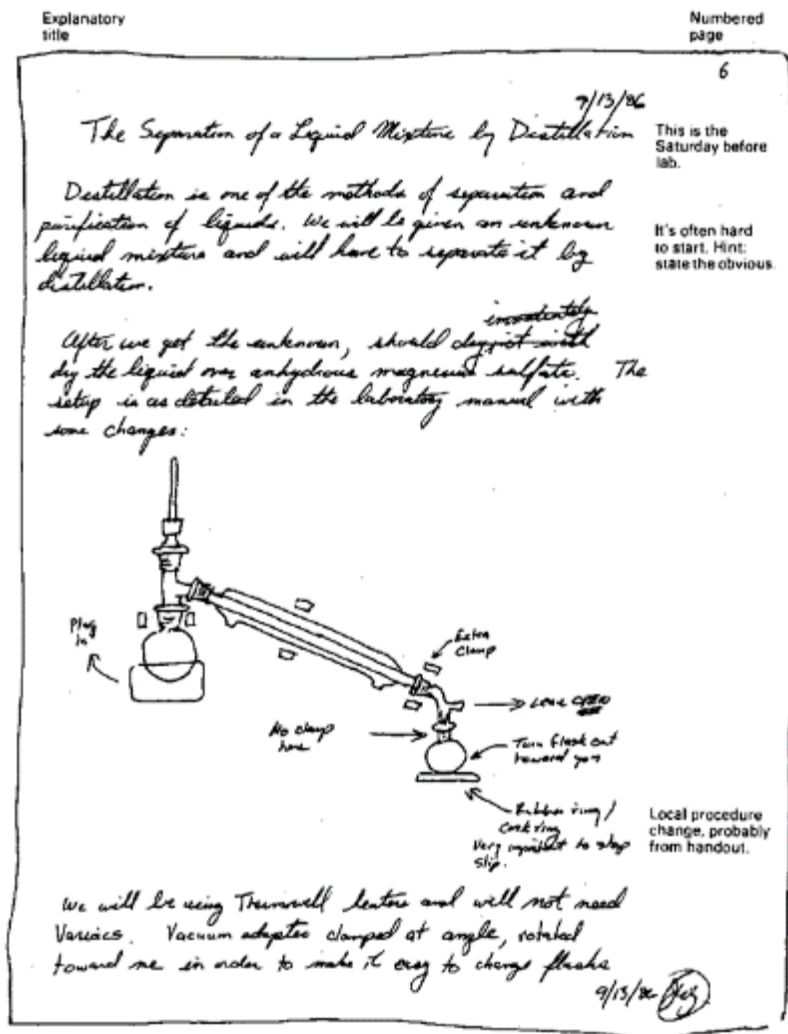 Explanatory
title
Numbered
page
6
9/13/86
The Separation of a Liquid Mixture by Distillation
This is the
Saturday before
lab.
Distillation is one of the methods of separation and
purification of liquids. We will be given an unknown
liquid mixture and will have to separate it by
distillation.
It's often hard
to start. Hint:
state the obvious.
After we get the unknown, should
dry the liquid over anhydrous magnesium sulfate. The
setup is as detailed in the laboratory manual with
some changes:
Plug
in
Extra
clamp
Leave OPEN
No clamp
here
Turn flask out
toward you
Rubber ring /
Cork ring
Very important to stop
slip.
Local procedure
change, probably
from handout.
We will be using Thermowell heaters and will not need
Variacs. Vacuum adapter clamped at angle, rotated
toward me in order to make it easy to change flasks
9/13/86